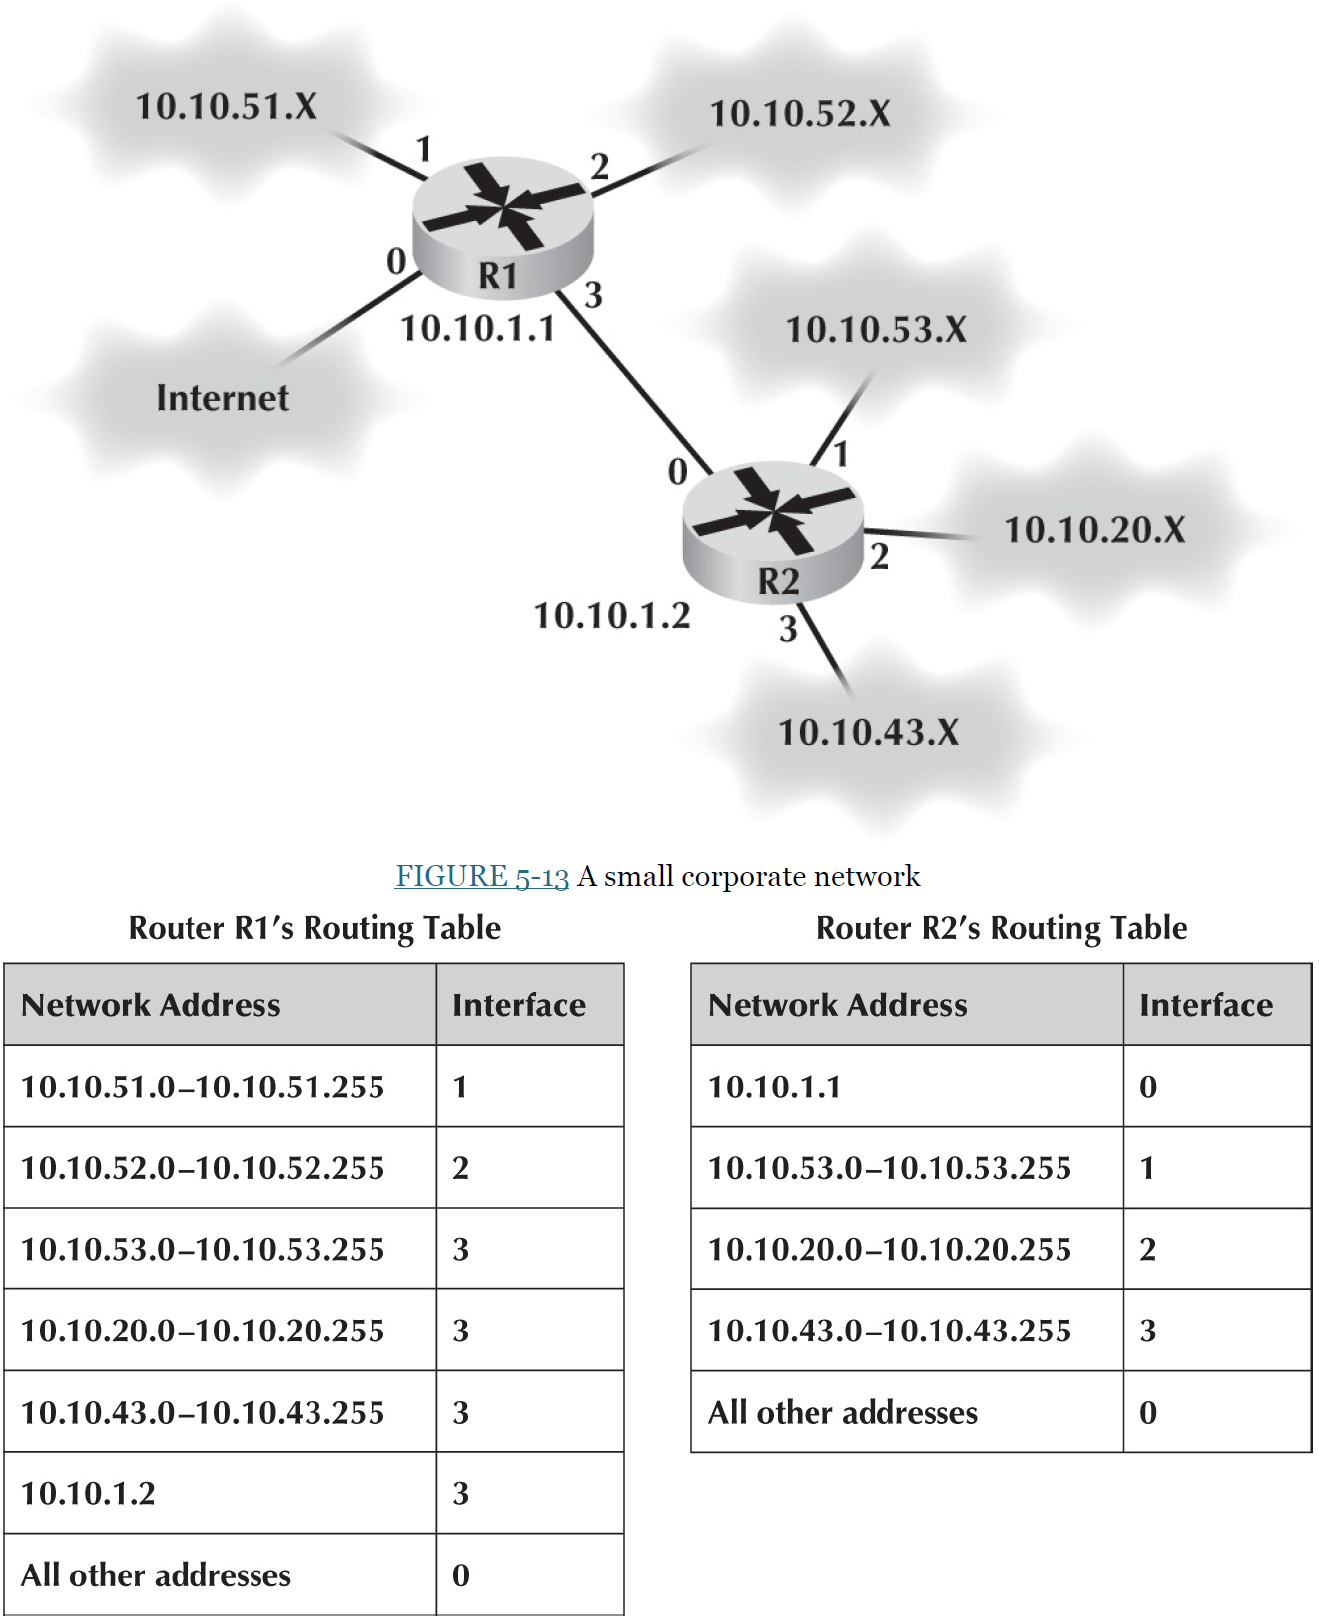 10.10.51.X
10.10.52.X
1
2
0
R1
3
10.10.1.1
10.10.53.X
Internet
1
0
10.10.20.X
2
R2
10.10.1.2
3
10.10.43.X
FIGURE 5-13 A small corporate network
Router R1's Routing Table
Network Address Interface
10.10.51.0–10.10.51.255 1
10.10.52.0–10.10.52.255 2
10.10.53.0–10.10.53.255 3
10.10.20.0–10.10.20.255 3
10.10.43.0–10.10.43.255 3
10.10.1.2 3
All other addresses 0
Router R2's Routing Table
Network Address Interface
10.10.1.1 0
10.10.53.0–10.10.53.255 1
10.10.20.0–10.10.20.255 2
10.10.43.0–10.10.43.255 3
All other addresses 0